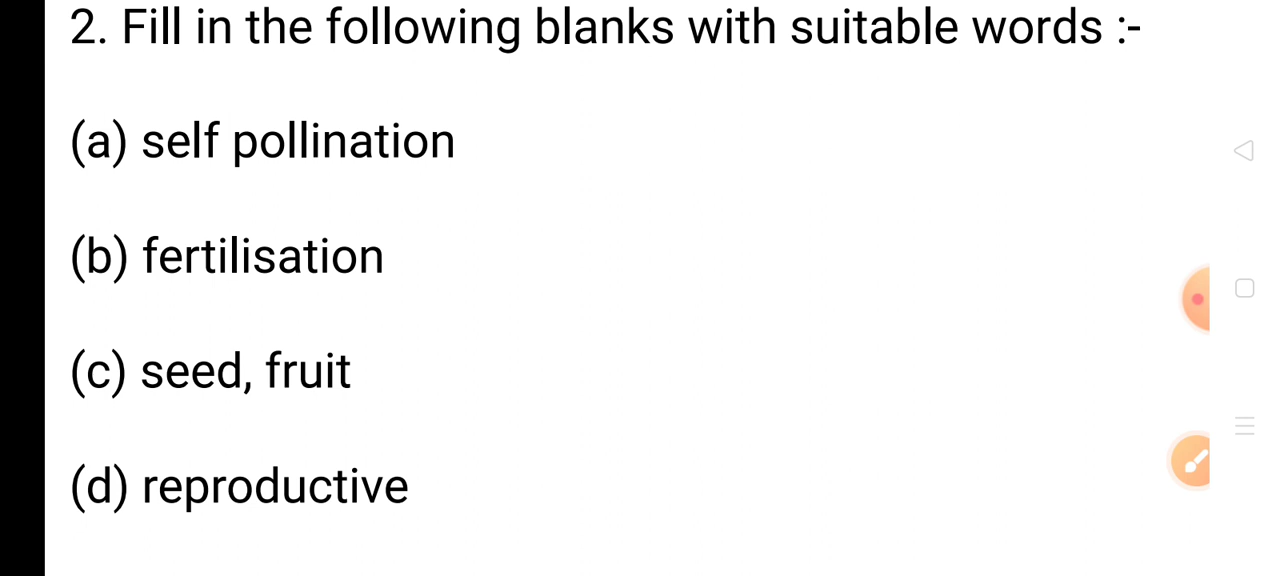 2. Fill in the following blanks with suitable words :-
(a) self pollination
(b) fertilisation
(c) seed, fruit
(d) reproductive